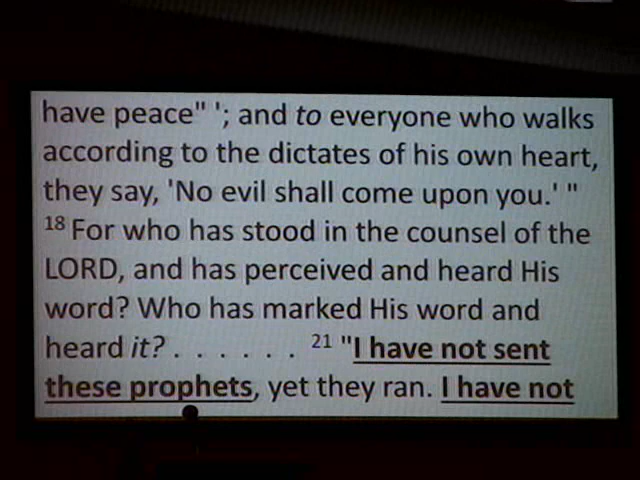 have peace" '; and to everyone who walks
according to the dictates of his own heart,
they say, 'No evil shall come upon you.' "
18 For who has stood in the counsel of the
LORD, and has perceived and heard His
word? Who has marked His word and
heard it? . . . . . . 21 "I have not sent
these prophets, yet they ran. I have not